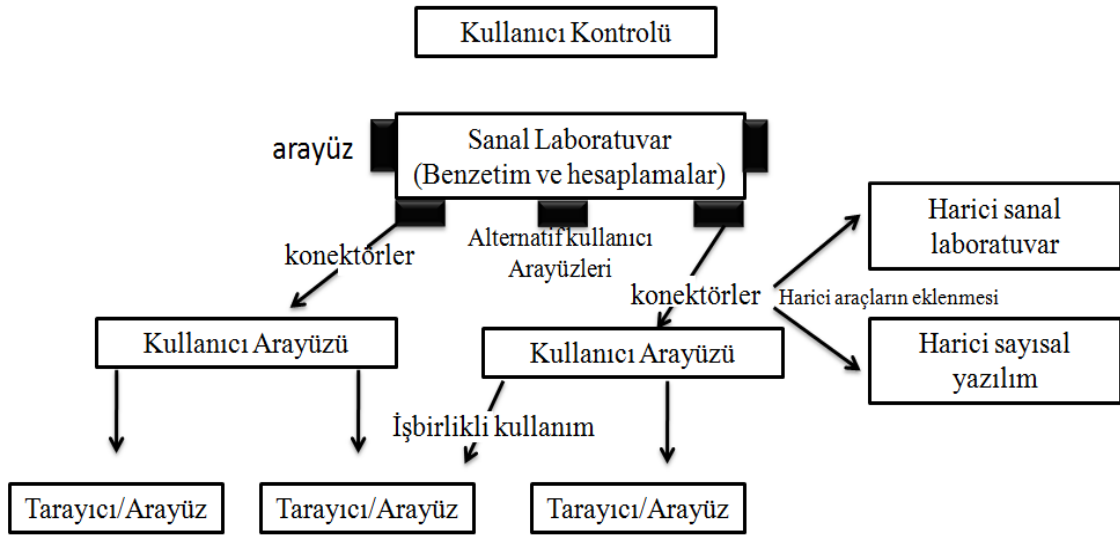 Kullanıcı Kontrolü
arayüz
Sanal Laboratuvar
(Benzetim ve hesaplamalar)
Alternatif kullanıcı
Arayüzleri
konektörler
konektörler
Harici sanal
laboratuvar
Harici araçların eklenmesi
Harici sayısal
yazılım
Kullanıcı Arayüzü
Kullanıcı Arayüzü
İşbirlikli kullanım
Tarayıcı/Arayüz
Tarayıcı/Arayüz
Tarayıcı/Arayüz